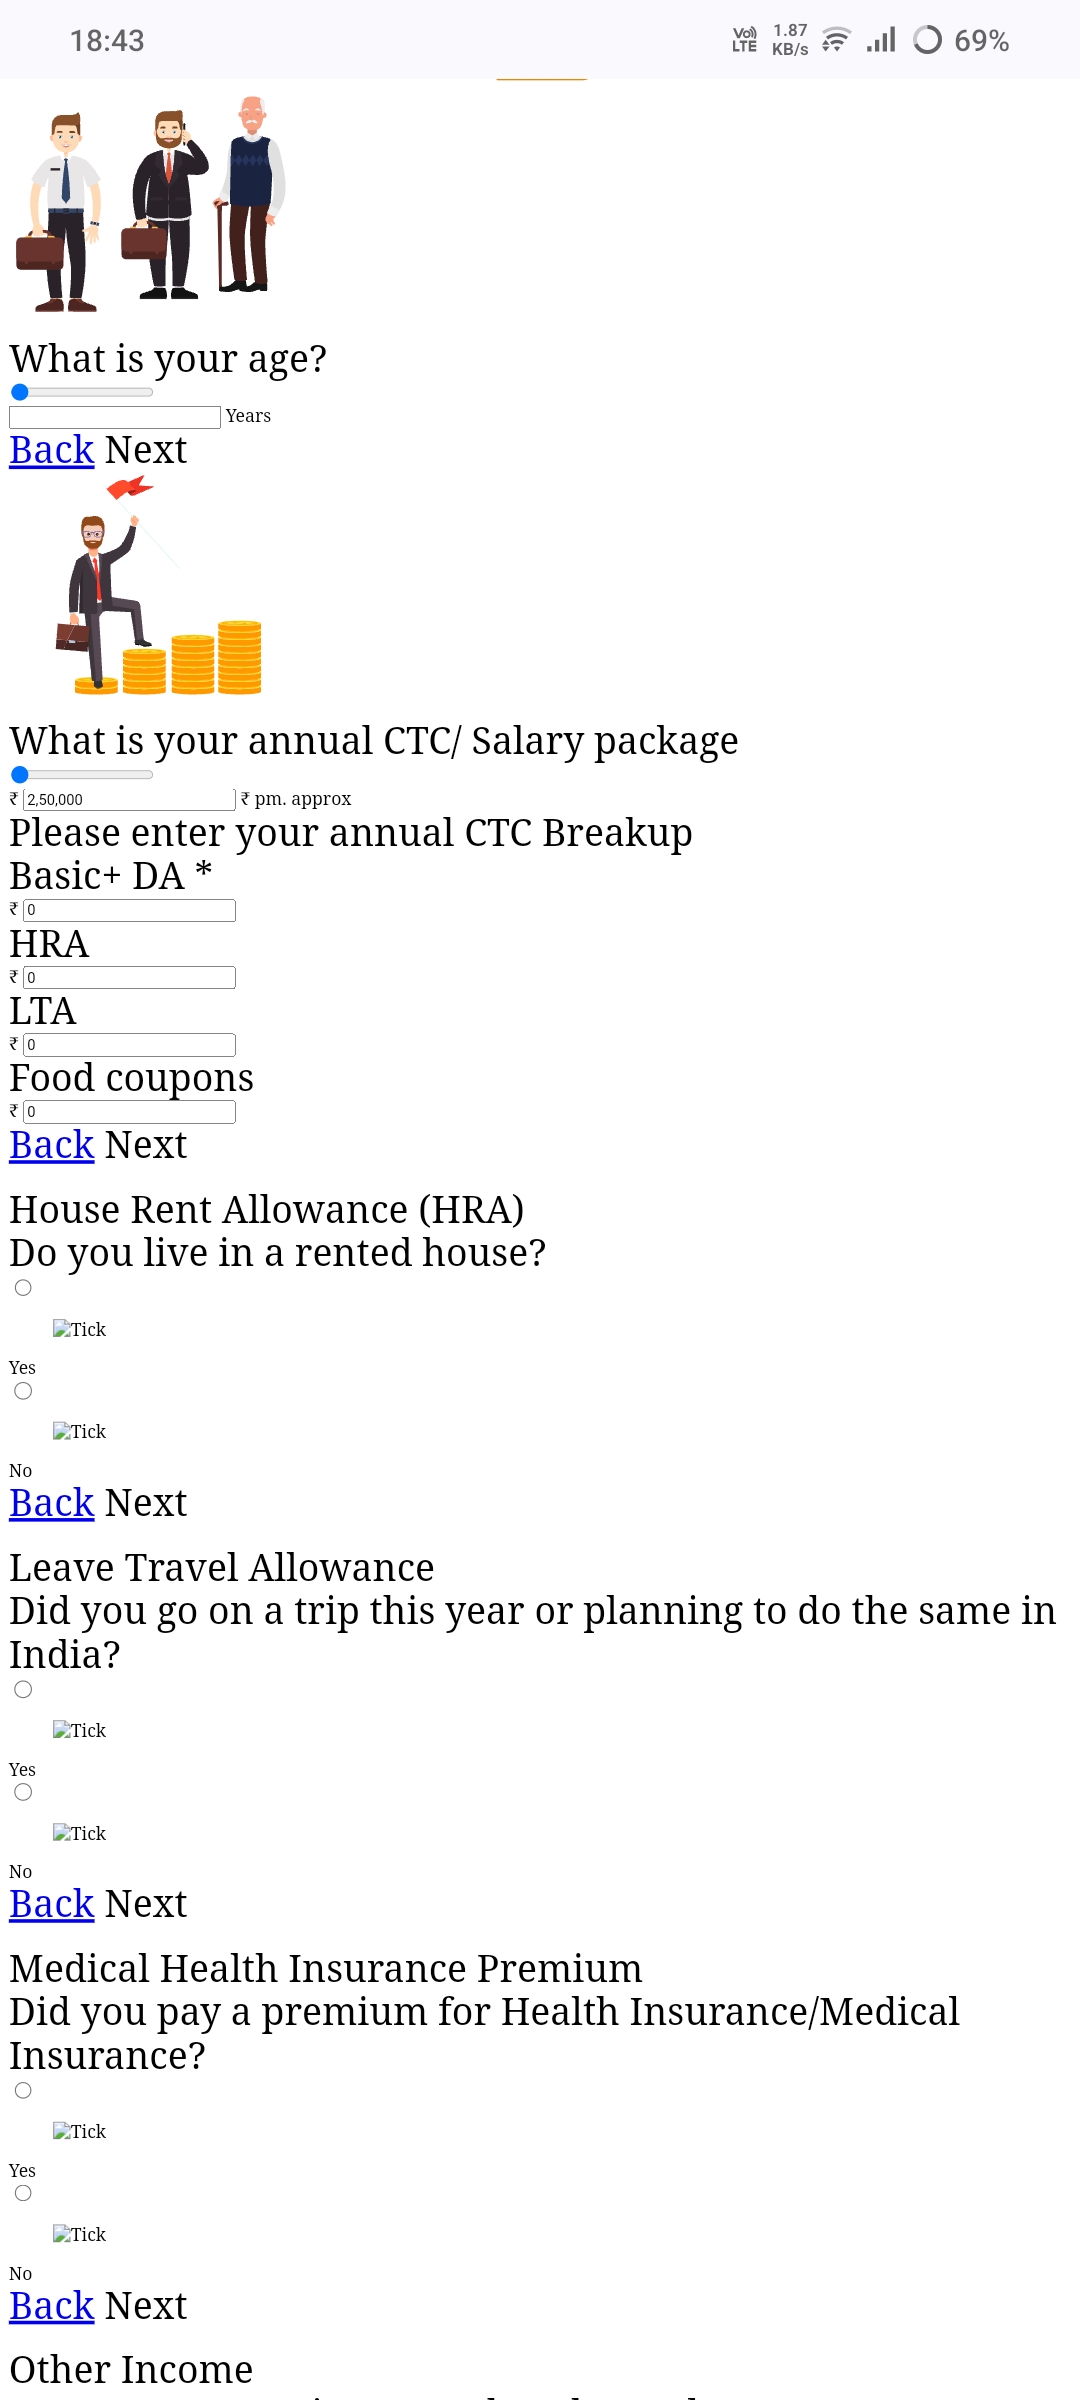 18:43
Vo)) LTE 1.87 KB/s 69%
What is your age?
Years
Back Next
What is your annual CTC/ Salary package
₹ 2,50,000 ₹ pm. approx
Please enter your annual CTC Breakup
Basic+ DA *
₹ 0
HRA
₹ 0
LTA
₹ 0
Food coupons
₹ 0
Back Next
House Rent Allowance (HRA)
Do you live in a rented house?
Tick
Yes
Tick
No
Back Next
Leave Travel Allowance
Did you go on a trip this year or planning to do the same in
India?
Tick
Yes
Tick
No
Back Next
Medical Health Insurance Premium
Did you pay a premium for Health Insurance/Medical
Insurance?
Tick
Yes
Tick
No
Back Next
Other Income